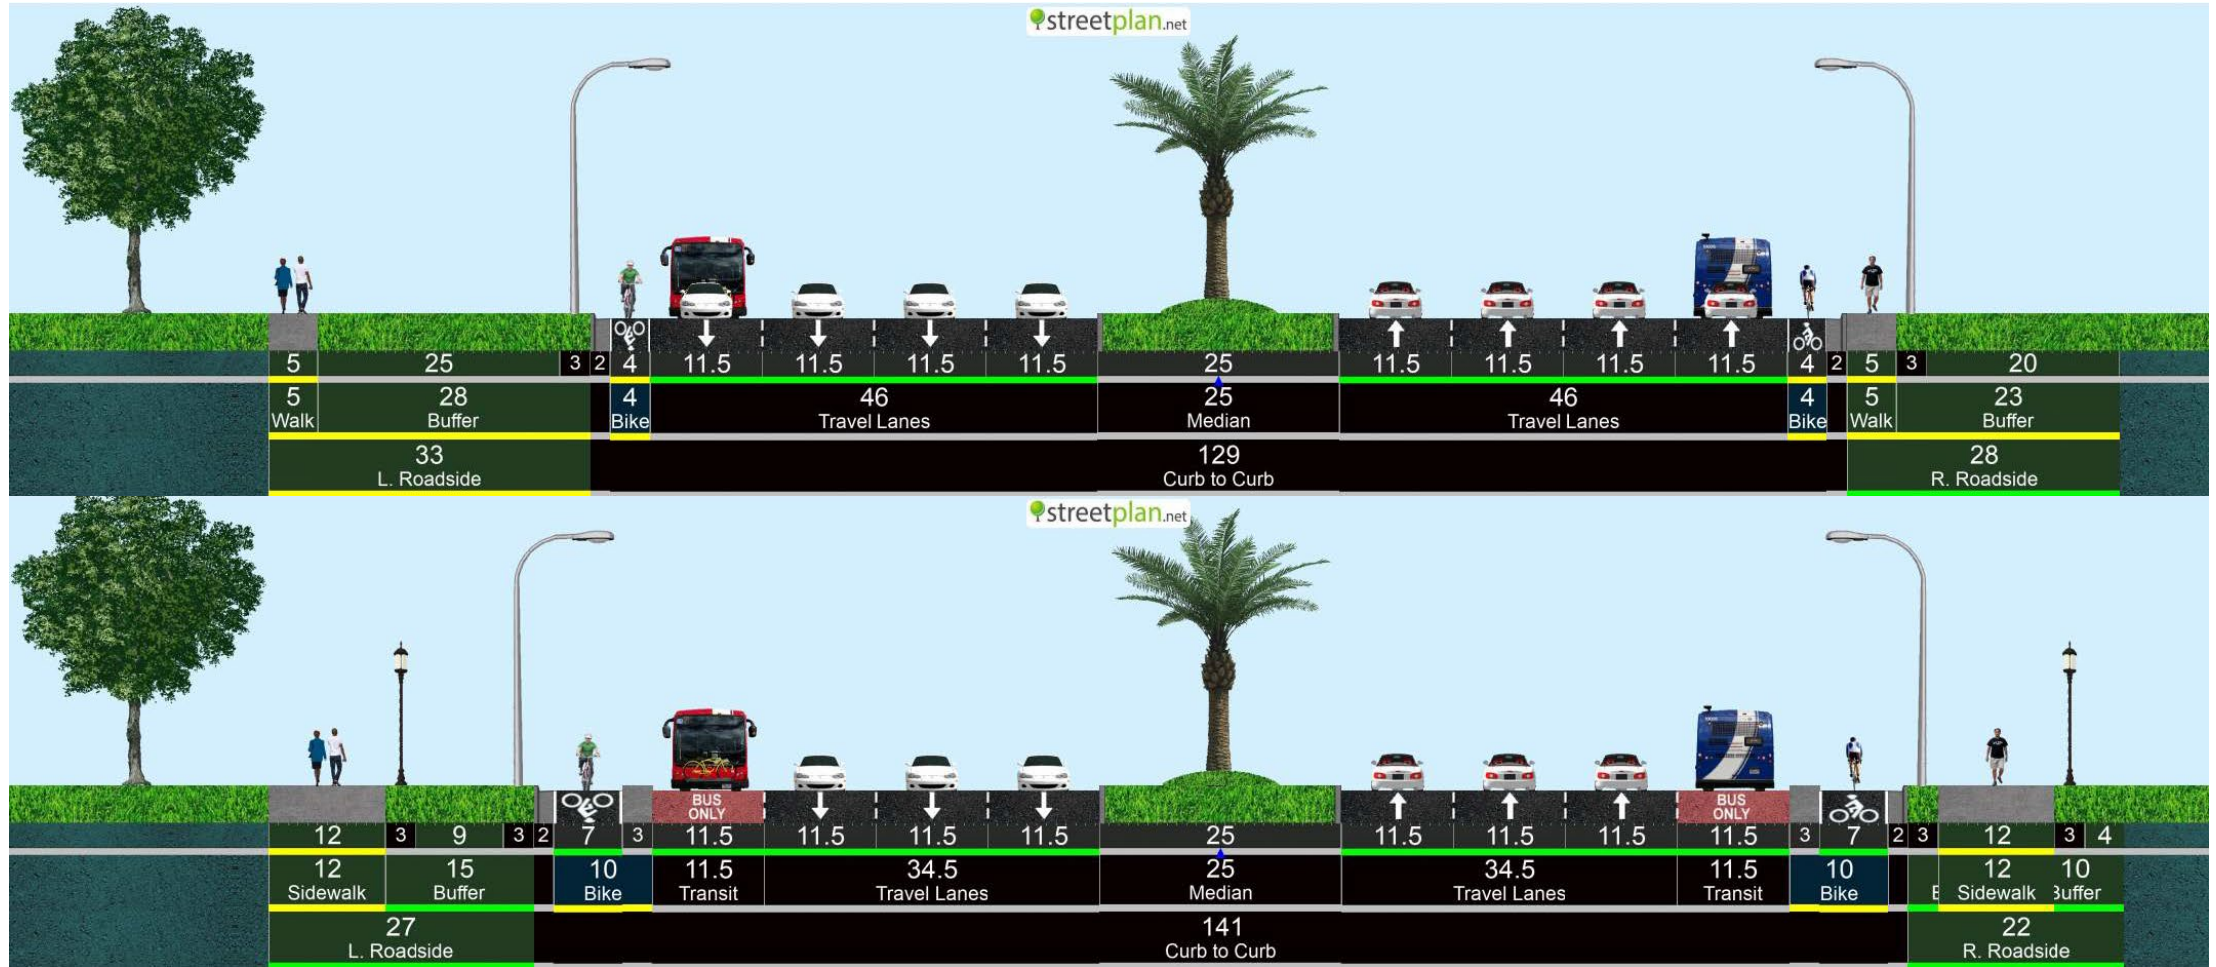 streetplan.net
5 25 3 2 4 11.5 11.5 11.5 11.5 25 11.5 11.5 11.5 11.5 4 2 5 3 20
5 28 4 46 25 46 4 5 23
Walk Buffer Bike Travel Lanes Median Travel Lanes Bike Walk Buffer
33 129 28
L. Roadside Curb to Curb R. Roadside
streetplan.net
BUS BUS
ONLY ONLY
12 3 9 3 2 7 3 11.5 11.5 11.5 11.5 25 11.5 11.5 11.5 11.5 3 7 2 3 12 3 4
12 15 10 11.5 34.5 25 34.5 11.5 10 12 10
Sidewalk Buffer Bike Transit Travel Lanes Median Travel Lanes Transit Bike Sidewalk Buffer
27 141 22
L. Roadside Curb to Curb R. Roadside